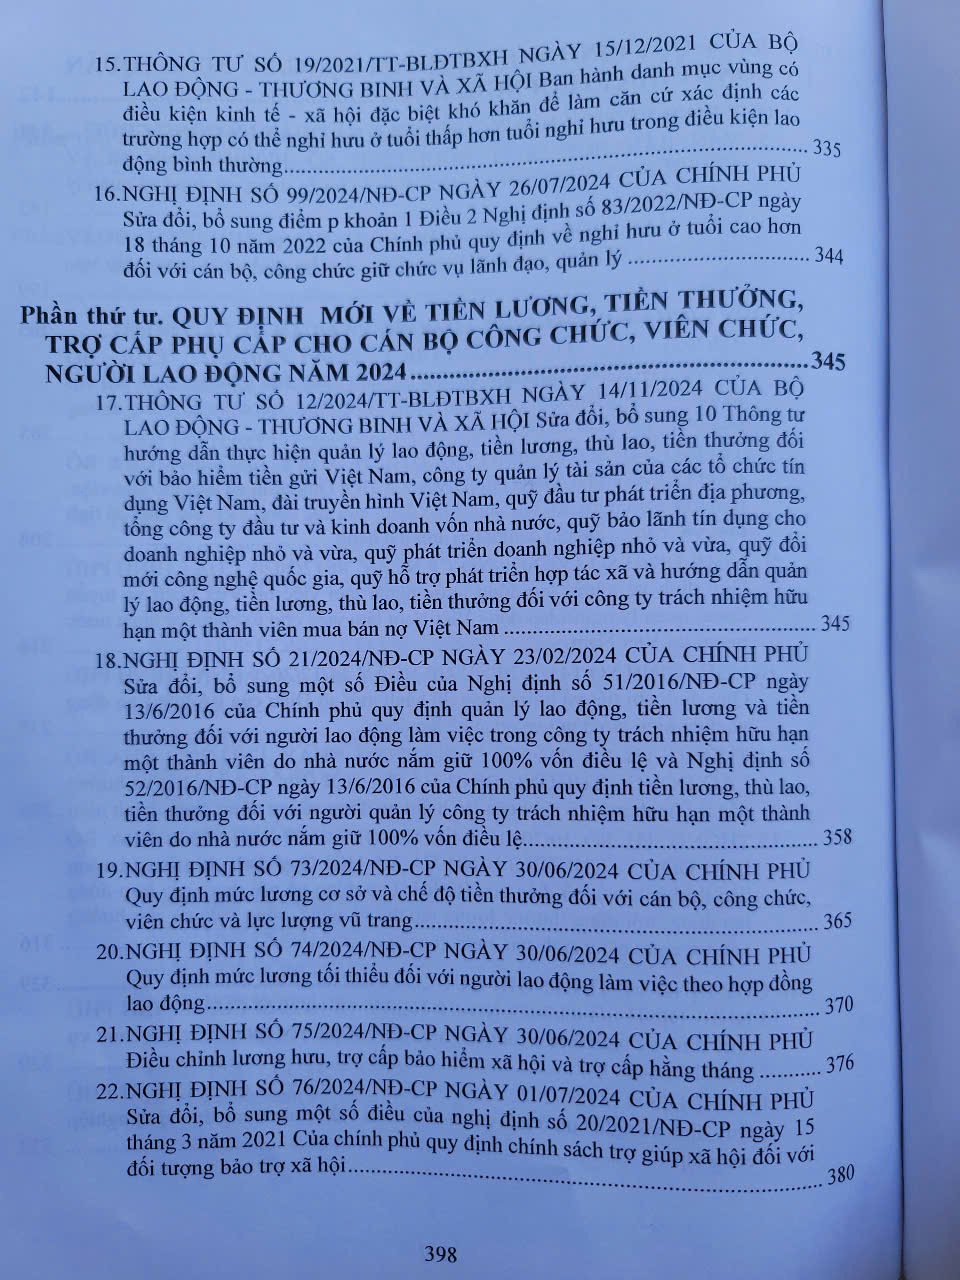 15.THÔNG TƯ SỐ 19/2021/TT-BLĐTBXH NGÀY 15/12/2021 CỦA BỘ
LAO ĐỘNG - THƯƠNG BINH VÀ XÃ HỘI Ban hành danh mục vùng có
điều kiện kinh tế - xã hội đặc biệt khó khăn để làm căn cứ xác định các
trường hợp có thể nghỉ hưu ở tuổi thấp hơn tuổi nghỉ hưu trong điều kiện lao
động bình thường.......................................................................................... 335
16.NGHỊ ĐỊNH SỐ 99/2024/NĐ-CP NGÀY 26/07/2024 CỦA CHÍNH PHỦ
Sửa đổi, bổ sung điểm p khoản 1 Điều 2 Nghị định số 83/2022/NĐ-CP ngày
18 tháng 10 năm 2022 của Chính phủ quy định về nghỉ hưu ở tuổi cao hơn
đối với cán bộ, công chức giữ chức vụ lãnh đạo, quản lý ................................ 344
Phần thứ tư. QUY ĐỊNH MỚI VỀ TIỀN LƯƠNG, TIỀN THƯỞNG,
TRỢ CẤP PHỤ CẤP CHO CÁN BỘ CÔNG CHỨC, VIÊN CHỨC,
NGƯỜI LAO ĐỘNG NĂM 2024............................................................345
17.THÔNG TƯ SỐ 12/2024/TT-BLĐTBXH NGÀY 14/11/2024 CỦA BỘ
LAO ĐỘNG - THƯƠNG BINH VÀ XÃ HỘI Sửa đổi, bổ sung 10 Thông tư
hướng dẫn thực hiện quản lý lao động, tiền lương, thù lao, tiền thưởng đối
với bảo hiểm tiền gửi Việt Nam, công ty quản lý tài sản của các tổ chức tín
dụng Việt Nam, đài truyền hình Việt Nam, quỹ đầu tư phát triển địa phương,
tổng công ty đầu tư và kinh doanh vốn nhà nước, quỹ bảo lãnh tín dụng cho
doanh nghiệp nhỏ và vừa, quỹ phát triển doanh nghiệp nhỏ và vừa, quỹ đổi
mới công nghệ quốc gia, quỹ hỗ trợ phát triển hợp tác xã và hướng dẫn quản
lý lao động, tiền lương, thù lao, tiền thưởng đối với công ty trách nhiệm hữu
hạn một thành viên mua bán nợ Việt Nam ...................................................... 345
18.NGHỊ ĐỊNH SỐ 21/2024/NĐ-CP NGÀY 23/02/2024 CỦA CHÍNH PHỦ
Sửa đổi, bổ sung một số Điều của Nghị định số 51/2016/NĐ-CP ngày
13/6/2016 của Chính phủ quy định quản lý lao động, tiền lương và tiền
thưởng đối với người lao động làm việc trong công ty trách nhiệm hữu hạn
một thành viên do nhà nước nắm giữ 100% vốn điều lệ và Nghị định số
52/2016/NĐ-CP ngày 13/6/2016 của Chính phủ quy định tiền lương, thù lao,
tiền thưởng đối với người quản lý công ty trách nhiệm hữu hạn một thành
viên do nhà nước nắm giữ 100% vốn điều lệ.................................................... 358
19.NGHỊ ĐỊNH SỐ 73/2024/NĐ-CP NGÀY 30/06/2024 CỦA CHÍNH PHỦ
Quy định mức lương cơ sở và chế độ tiền thưởng đối với cán bộ, công chức,
viên chức và lực lượng vũ trang..................................................................... 365
20.NGHỊ ĐỊNH SỐ 74/2024/NĐ-CP NGÀY 30/06/2024 CỦA CHÍNH PHỦ
Quy định mức lương tối thiểu đối với người lao động làm việc theo hợp đồng
lao động........................................................................................................ 370
21.NGHỊ ĐỊNH SỐ 75/2024/NĐ-CP NGÀY 30/06/2024 CỦA CHÍNH PHỦ
Điều chỉnh lương hưu, trợ cấp bảo hiểm xã hội và trợ cấp hằng tháng ........... 376
22.NGHỊ ĐỊNH SỐ 76/2024/NĐ-CP NGÀY 01/07/2024 CỦA CHÍNH PHỦ
Sửa đổi, bổ sung một số điều của nghị định số 20/2021/NĐ-CP ngày 15
tháng 3 năm 2021 Của chính phủ quy định chính sách trợ giúp xã hội đối với
đối tượng bảo trợ xã hội................................................................................ 380
398